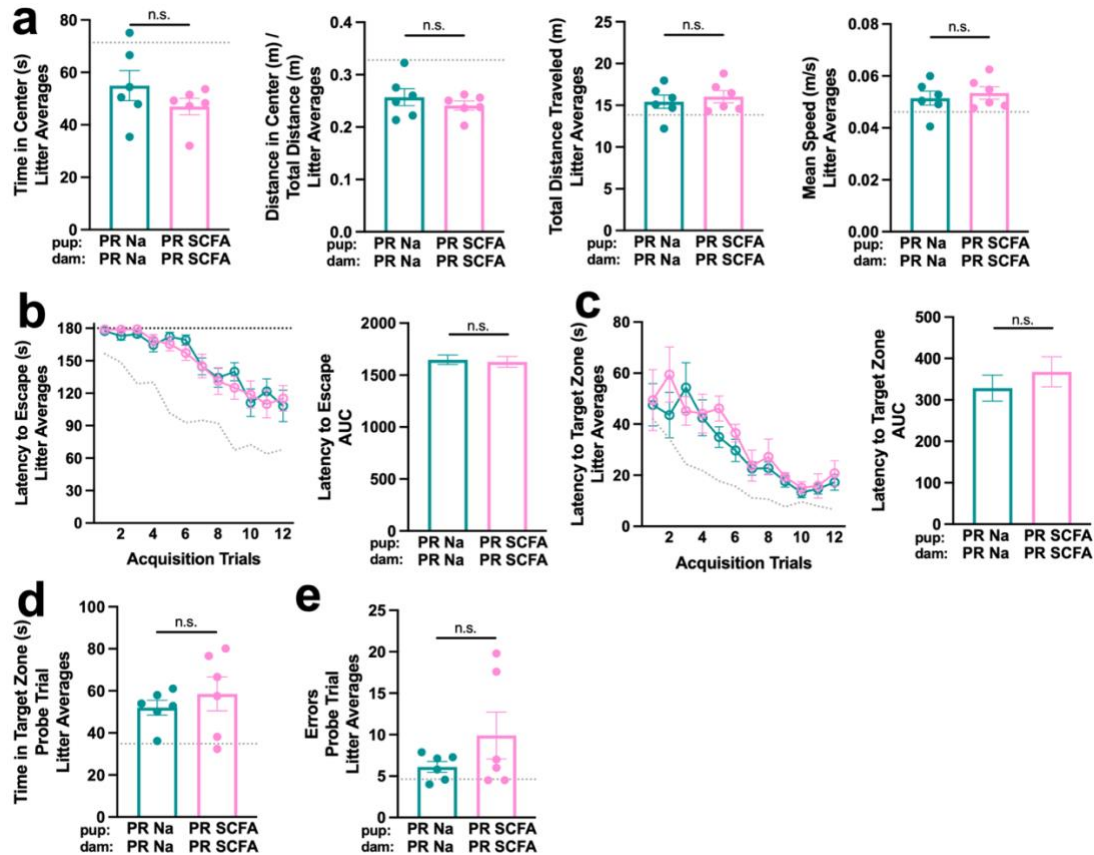 a
Time in Center (s)
Litter Averages
80
60
40
20
0
n.s.
pup: PR Na PR SCFA
dam: PR Na PR SCFA
Distance in Center (m) /
Total Distance (m)
Litter Averages
0.4
0.3
0.2
0.1
0.0
n.s.
PR Na PR SCFA
PR Na PR SCFA
Total Distance Traveled (m)
Litter Averages
25
20
15
10
5
0
n.s.
pup: PR Na PR SCFA
dam: PR Na PR SCFA
Mean Speed (m/s)
Litter Averages
0.08
0.06
0.04
0.02
0.00
n.s.
pup: PR Na PR SCFA
dam: PR Na PR SCFA
b
Latency to Escape (s)
Litter Averages
180
150
120
90
60
30
0
2 4 6 8 10 12
Acquisition Trials
Latency to Escape
AUC
2000
1500
1000
500
0
n.s.
pup: PR Na PR SCFA
dam: PR Na PR SCFA
c
Latency to Target Zone (s)
Litter Averages
80
60
40
20
0
2 4 6 8 10 12
Acquisition Trials
Latency to Target Zone
AUC
500
400
300
200
100
0
n.s.
pup: PR Na PR SCFA
dam: PR Na PR SCFA
d
Time in Target Zone (s)
Probe Trial
Litter Averages
100
80
60
40
20
0
n.s.
pup: PR Na PR SCFA
dam: PR Na PR SCFA
e
Errors
Probe Trial
Litter Averages
25
20
15
10
5
0
n.s.
pup: PR Na PR SCFA
dam: PR Na PR SCFA